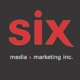 six
media + marketing inc.